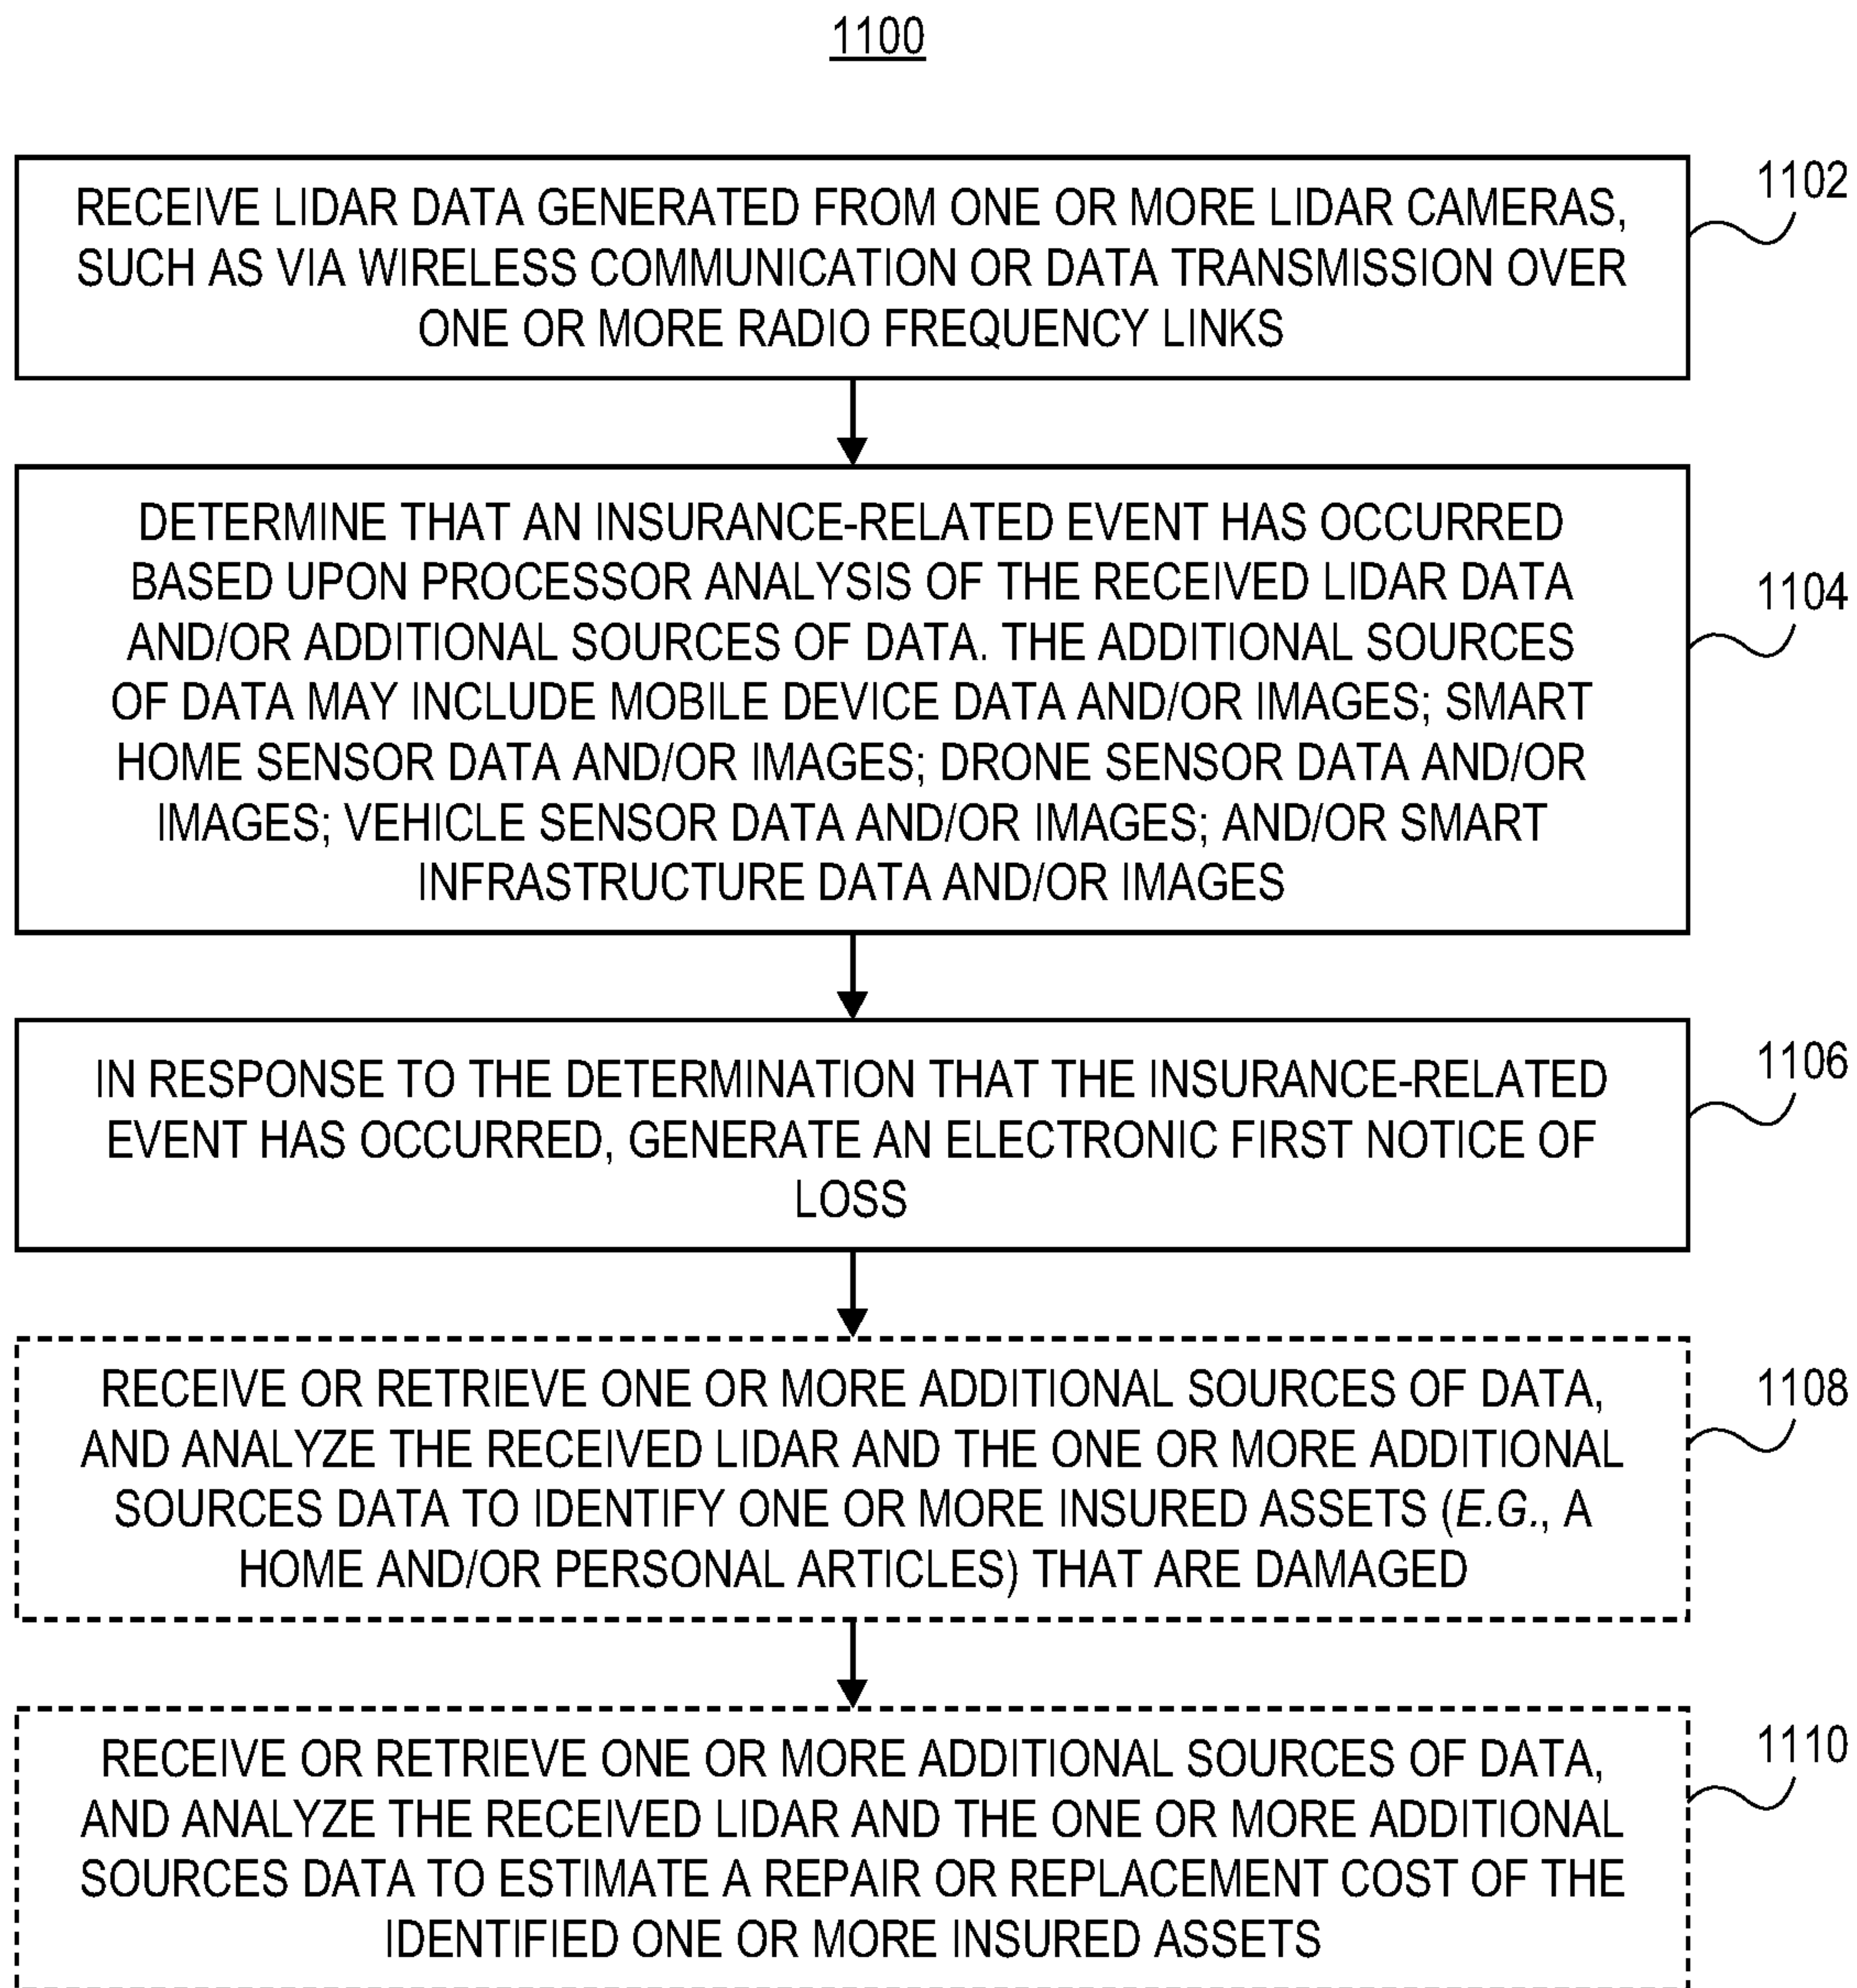 1100
RECEIVE LIDAR DATA GENERATED FROM ONE OR MORE LIDAR CAMERAS,
SUCH AS VIA WIRELESS COMMUNICATION OR DATA TRANSMISSION OVER
ONE OR MORE RADIO FREQUENCY LINKS
1102
DETERMINE THAT AN INSURANCE-RELATED EVENT HAS OCCURRED
BASED UPON PROCESSOR ANALYSIS OF THE RECEIVED LIDAR DATA
AND/OR ADDITIONAL SOURCES OF DATA. THE ADDITIONAL SOURCES
OF DATA MAY INCLUDE MOBILE DEVICE DATA AND/OR IMAGES; SMART
HOME SENSOR DATA AND/OR IMAGES; DRONE SENSOR DATA AND/OR
IMAGES; VEHICLE SENSOR DATA AND/OR IMAGES; AND/OR SMART
INFRASTRUCTURE DATA AND/OR IMAGES
1104
IN RESPONSE TO THE DETERMINATION THAT THE INSURANCE-RELATED
EVENT HAS OCCURRED, GENERATE AN ELECTRONIC FIRST NOTICE OF
LOSS
1106
RECEIVE OR RETRIEVE ONE OR MORE ADDITIONAL SOURCES OF DATA,
AND ANALYZE THE RECEIVED LIDAR AND THE ONE OR MORE ADDITIONAL
SOURCES DATA TO IDENTIFY ONE OR MORE INSURED ASSETS (E.G., A
HOME AND/OR PERSONAL ARTICLES) THAT ARE DAMAGED
1108
RECEIVE OR RETRIEVE ONE OR MORE ADDITIONAL SOURCES OF DATA,
AND ANALYZE THE RECEIVED LIDAR AND THE ONE OR MORE ADDITIONAL
SOURCES DATA TO ESTIMATE A REPAIR OR REPLACEMENT COST OF THE
IDENTIFIED ONE OR MORE INSURED ASSETS
1110